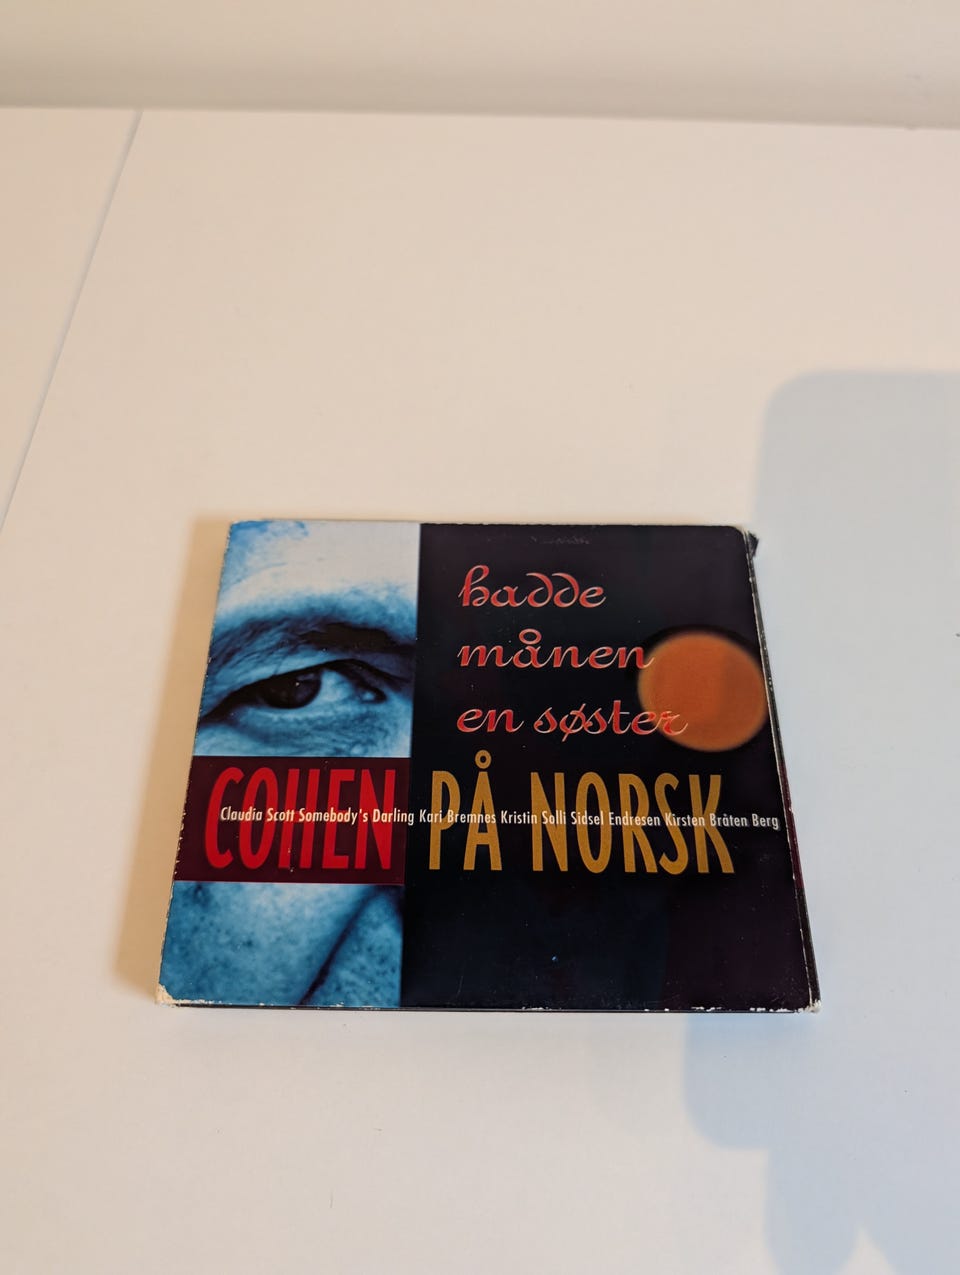 hadde
månen
en søster
COHEN PÅ NORSK
Claudia Scott Somebody's Darling Kari Bremnes Kristin Solli Sidsel Endresen Kirsten Bråten Berg